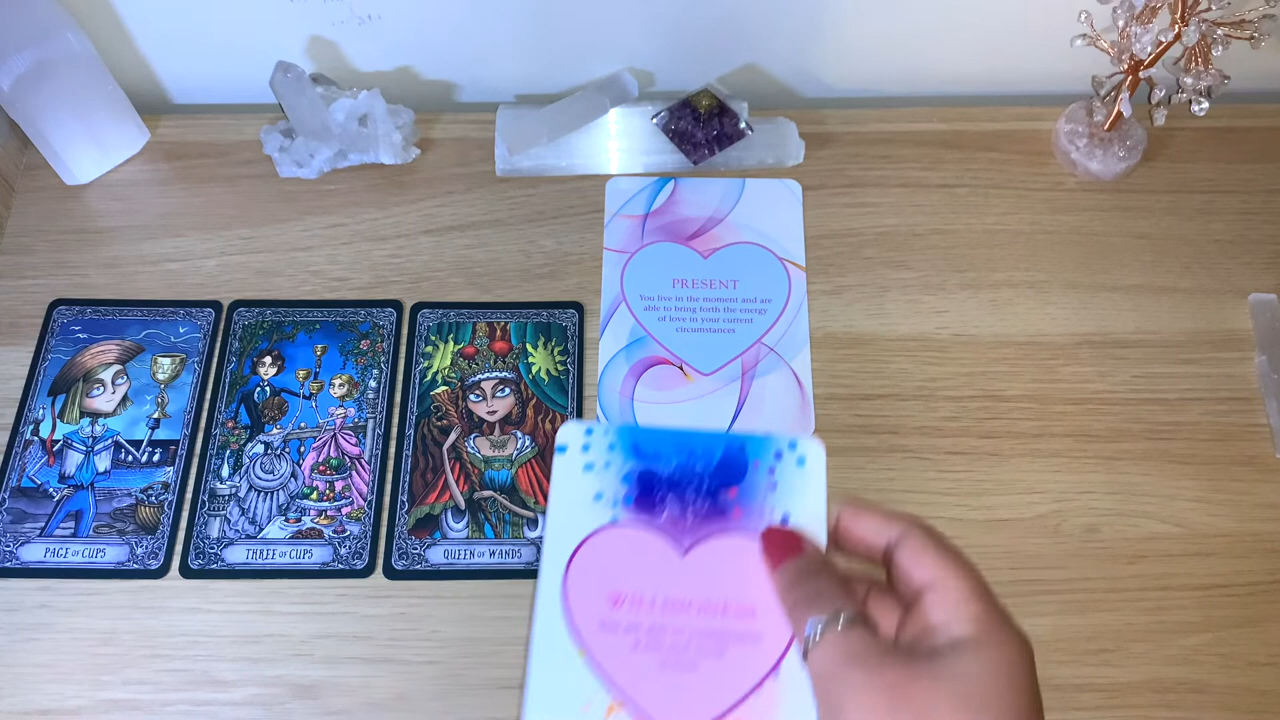 PAGE OF CUPS
THREE OF CUPS
QUEEN OF WANDS
PRESENT
You live in the moment and are
able to bring forth the energy
of love in your current
circumstances